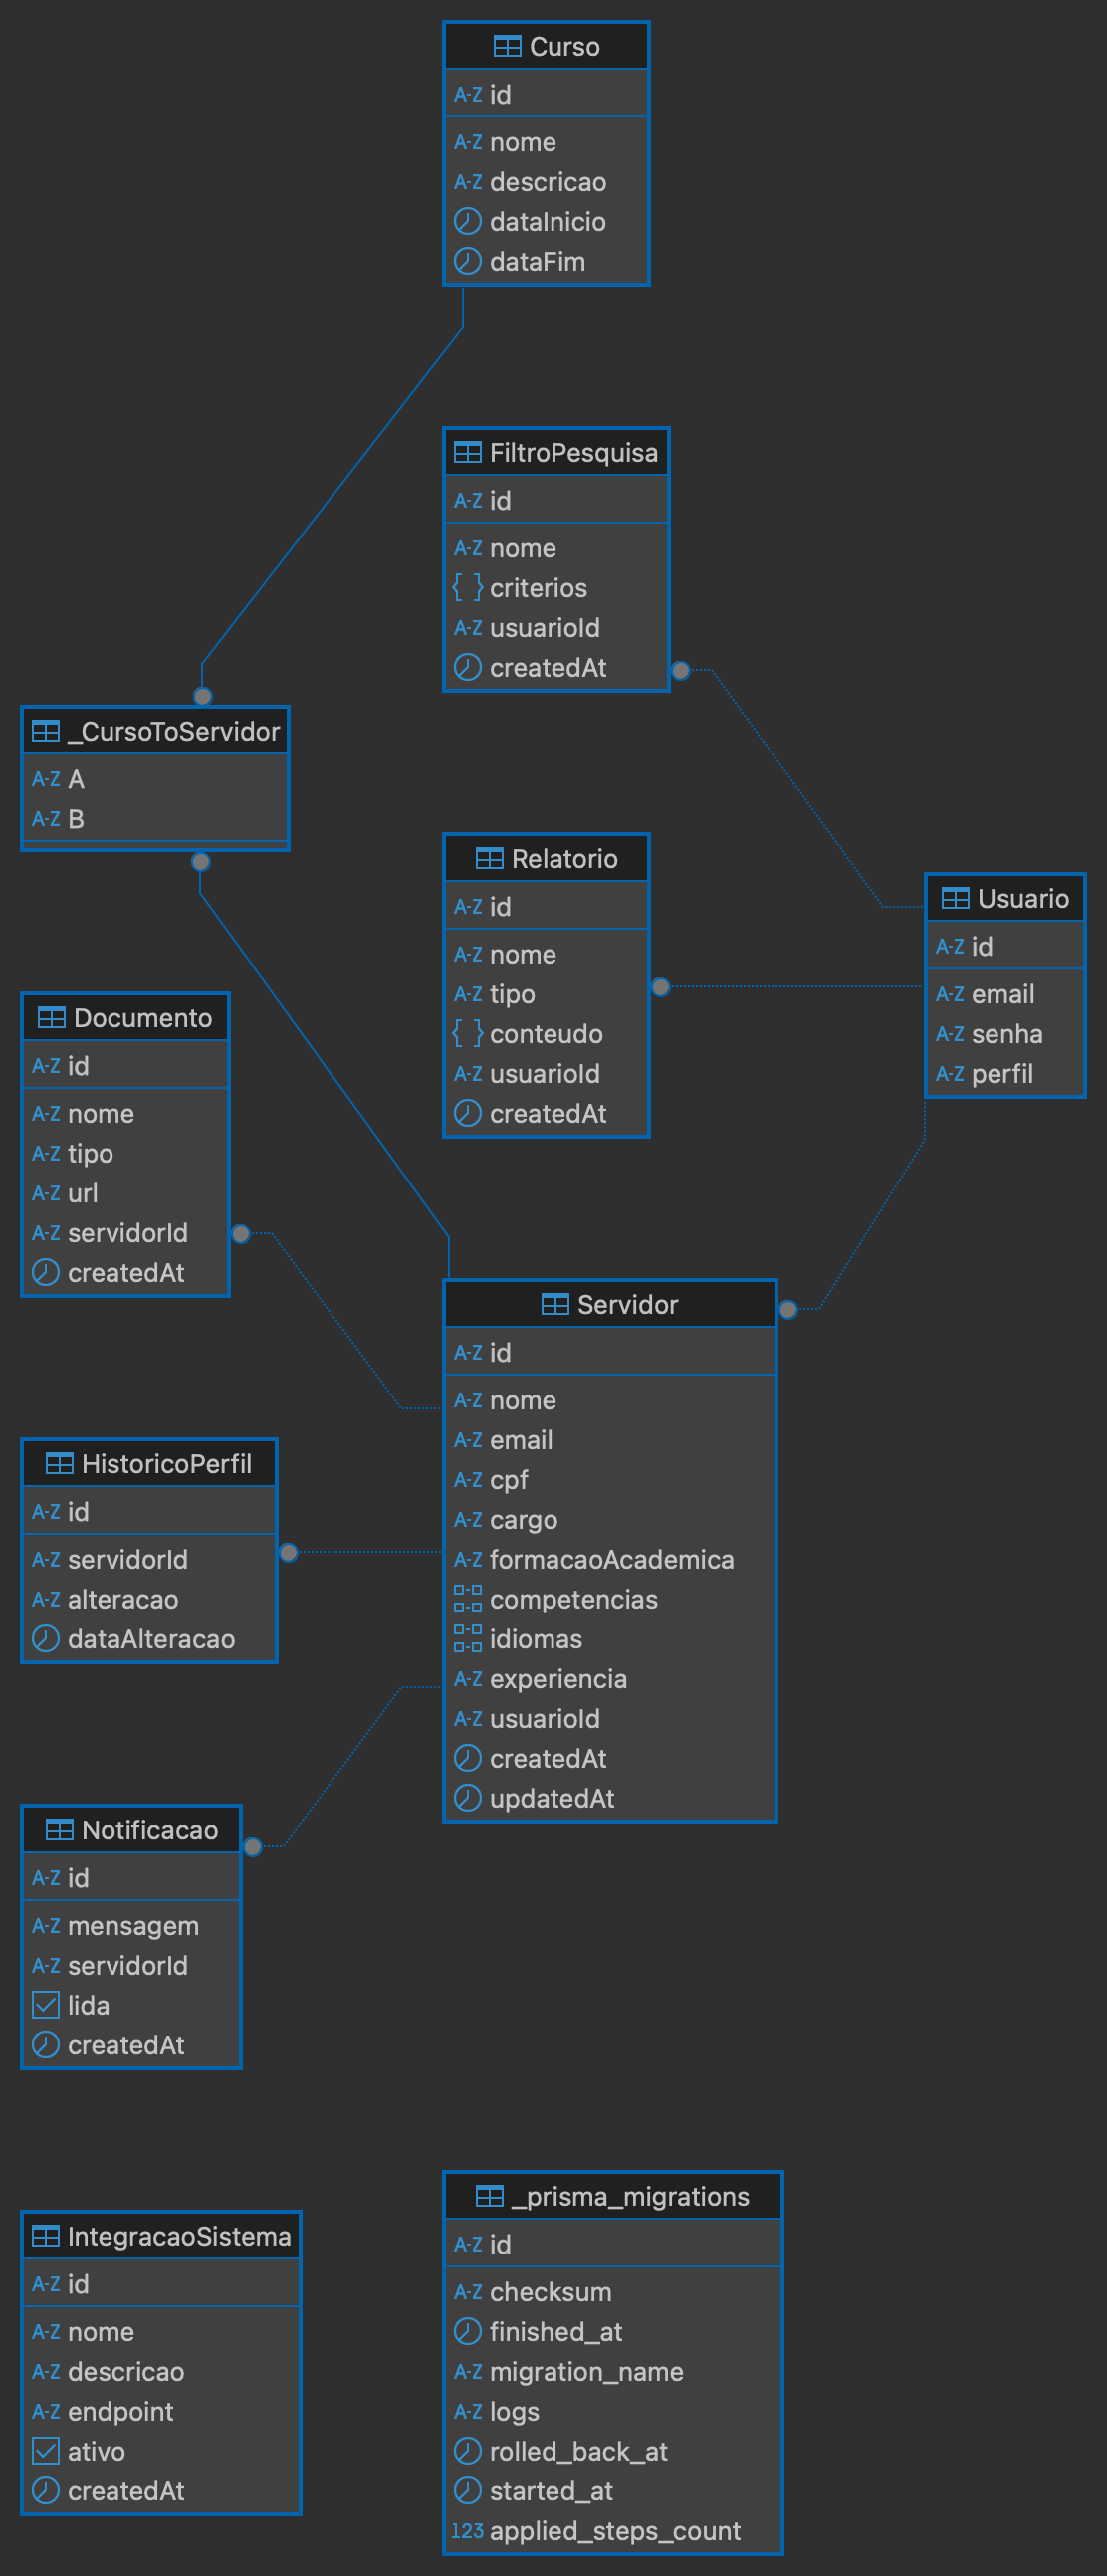 Curso
A-Z id
A-Z nome
A-Z descricao
dataInicio
dataFim
FiltroPesquisa
A-Z id
A-Z nome
{ } criterios
A-Z usuarioId
createdAt
_CursoToServidor
A-Z A
A-Z B
Relatorio
A-Z id
A-Z nome
A-Z tipo
{ } conteudo
A-Z usuarioId
createdAt
Usuario
A-Z id
A-Z email
A-Z senha
A-Z perfil
Documento
A-Z id
A-Z nome
A-Z tipo
A-Z url
A-Z servidorId
createdAt
Servidor
A-Z id
A-Z nome
A-Z email
A-Z cpf
A-Z cargo
A-Z formacaoAcademica
competencias
idiomas
A-Z experiencia
A-Z usuarioId
createdAt
updatedAt
HistoricoPerfil
A-Z id
A-Z servidorId
A-Z alteracao
dataAlteracao
Notificacao
A-Z id
A-Z mensagem
A-Z servidorId
lida
createdAt
IntegracaoSistema
A-Z id
A-Z nome
A-Z descricao
A-Z endpoint
ativo
createdAt
_prisma_migrations
A-Z id
A-Z checksum
finished_at
A-Z migration_name
A-Z logs
rolled_back_at
started_at
123 applied_steps_count